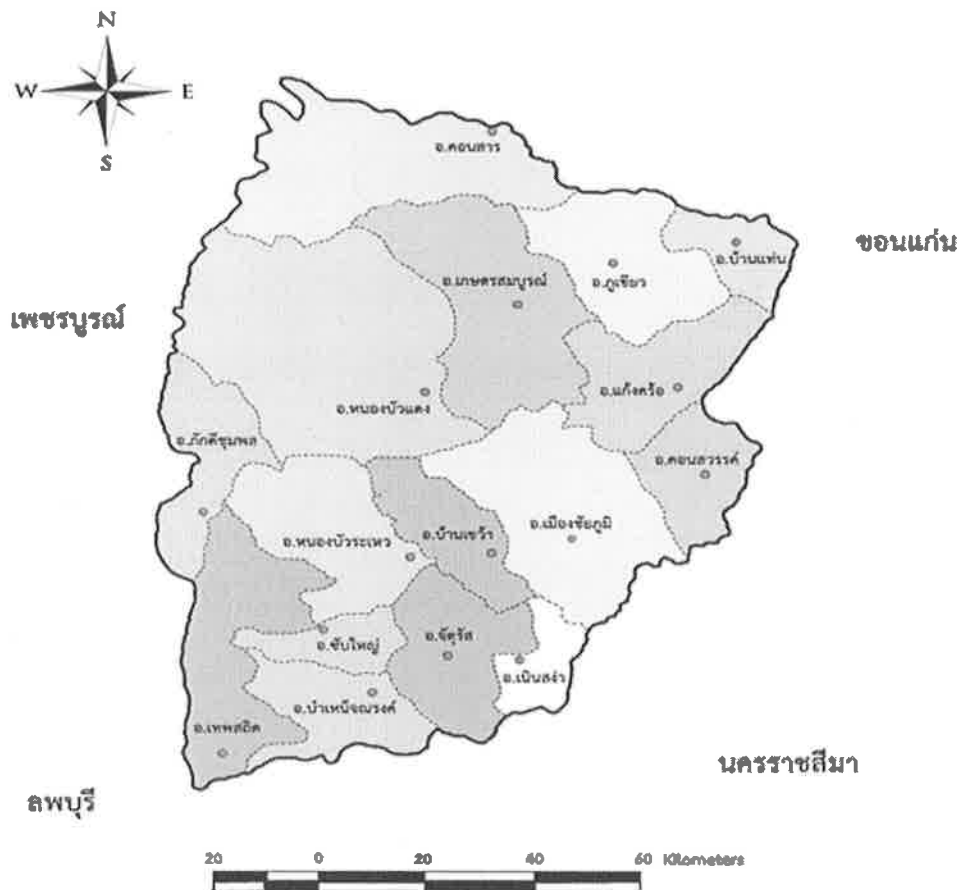 N
W E
S
อ.คอนสาร
ขอนแก่น
อ.บ้านแท่น
อ.เกษตรสมบูรณ์
อ.ภูเขียว
เพชรบูรณ์
อ.แก้งคร้อ
อ.หนองบัวแดง
อ.ภักดีชุมพล
อ.คอนสวรรค์
อ.เมืองชัยภูมิ
อ.บ้านเขว้า
อ.หนองบัวระเหว
อ.จัตุรัส
อ.ซับใหญ่
อ.เนินสง่า
อ.บำเหน็จณรงค์
อ.เทพสถิต
นครราชสีมา
ลพบุรี
20 0 20 40 60 Kilometers